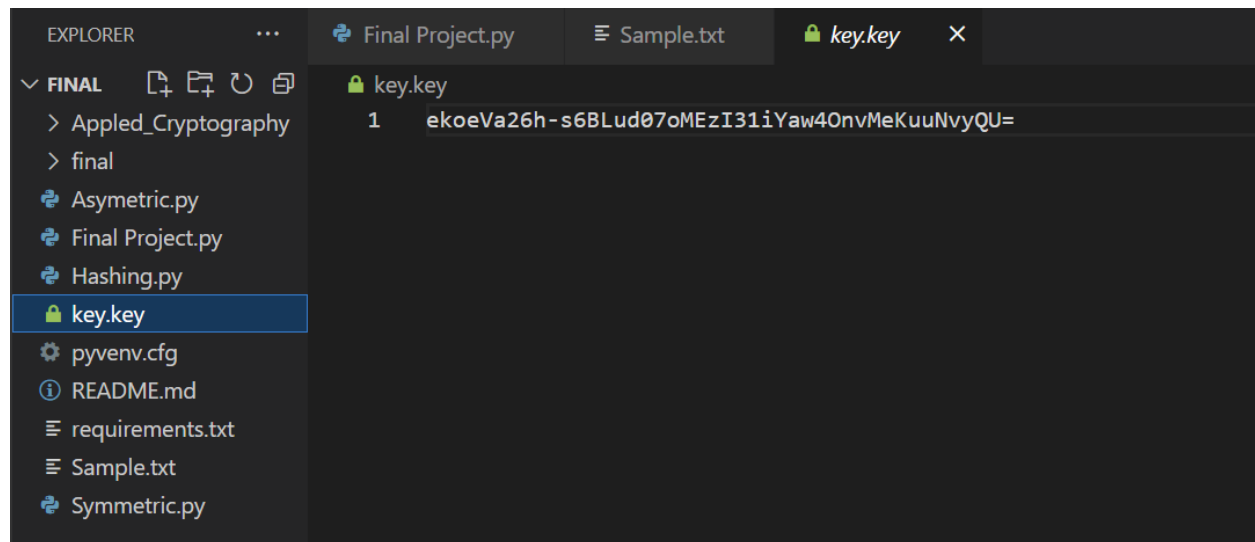 EXPLORER ···
Final Project.py Sample.txt key.key
FINAL
key.key
Appled_Cryptography
1 ekoeVa26h-s6BLud07oMEzI31iYaw4OnvMeKuuNvyQU=
final
Asymetric.py
Final Project.py
Hashing.py
key.key
pyvenv.cfg
README.md
requirements.txt
Sample.txt
Symmetric.py